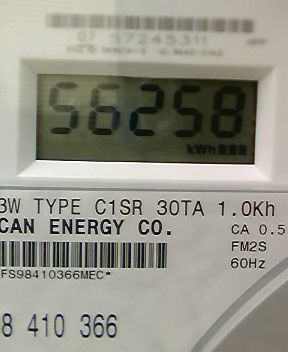 07 57245311
56258
kWh
3W TYPE C1SR 30TA 1.0Kh
CAN ENERGY CO.
CA 0.5
FM2S
60Hz
FS98410366MEC*
8 410 366